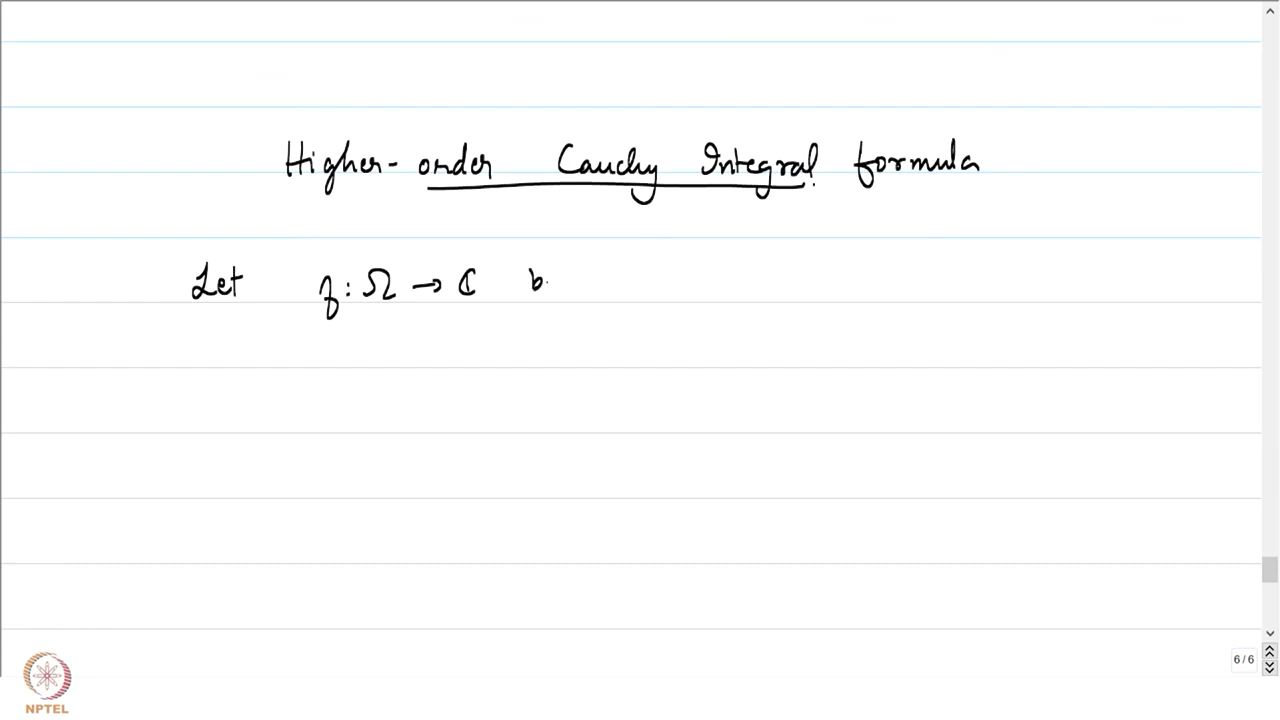 Higher-order Cauchy Integral formula
Let f : Ω → ℂ b
6 / 6
NPTEL